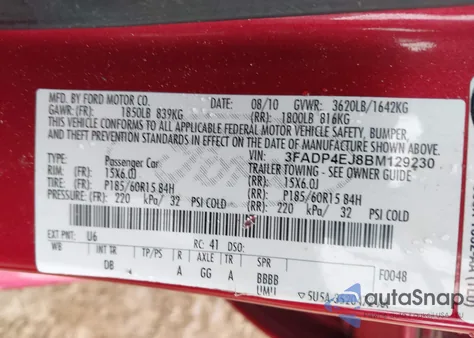 MFD. BY FORD MOTOR CO.
DATE: 08/10 GVWR: 3620LB/1642KG
GAWR: (FR): 1850LB 839KG (RR): 1800LB 816KG
THIS VEHICLE CONFORMS TO ALL APPLICABLE FEDERAL MOTOR VEHICLE SAFETY, BUMPER,
AND THEFT PREVENTION STANDARDS IN EFFECT ON THE DATE OF MANUFACTURE SHOWN ABOVE.
VIN: 3FADP4EJ8BM129230
TYPE: Passenger Car TRAILER TOWING - SEE OWNER GUIDE
RIM: (FR): 15X6.0J (RR): 15X6.0J
TIRE: (FR): P185/60R15 84H (RR): P185/60R15 84H
PRESSURE: (FR): 220 kPa/ 32 PSI COLD (RR): 220 kPa/ 32 PSI COLD
EXT PNT: U6 RC: 41 DSO: F0048
WB INT TR TP/PS R AXLE TR SPR
DB A GG A BBBB
UMU
autoSnap